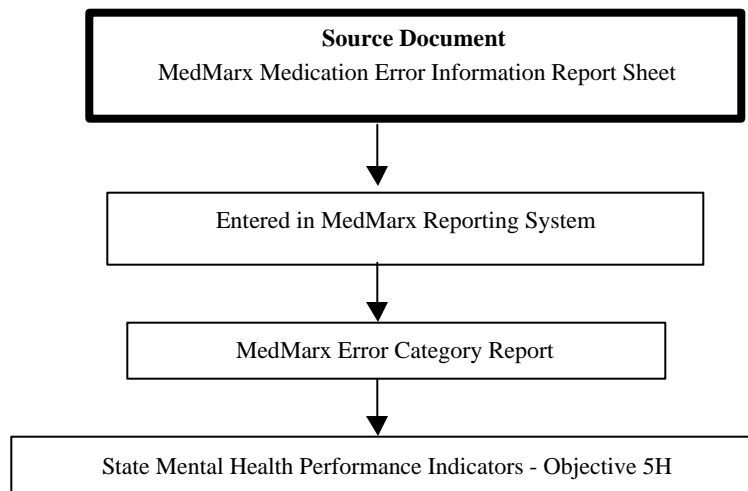 Source Document
MedMarx Medication Error Information Report Sheet
Entered in MedMarx Reporting System
MedMarx Error Category Report
State Mental Health Performance Indicators - Objective 5H